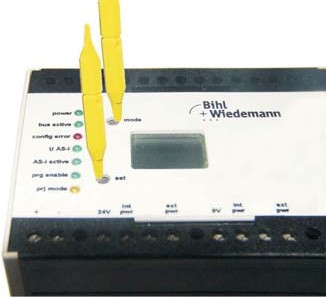 power
bus active
config error
U AS-i
AS-i active
prg enable
prj mode
mode
set
Bihl
+ Wiedemann
+
-
24V
int
pwr
ext
pwr
0V
int
pwr
ext
pwr